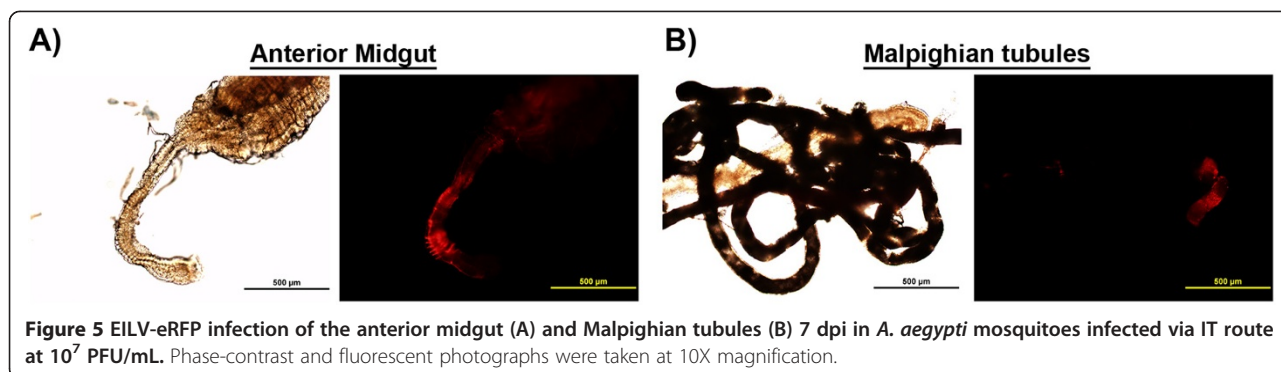 A)
Anterior Midgut
B)
Malpighian tubules
500 µm
500 µm
500 µm
500 µm
Figure 5 EILV-eRFP infection of the anterior midgut (A) and Malpighian tubules (B) 7 dpi in A. aegypti mosquitoes infected via IT route
at 10⁷ PFU/mL. Phase-contrast and fluorescent photographs were taken at 10X magnification.